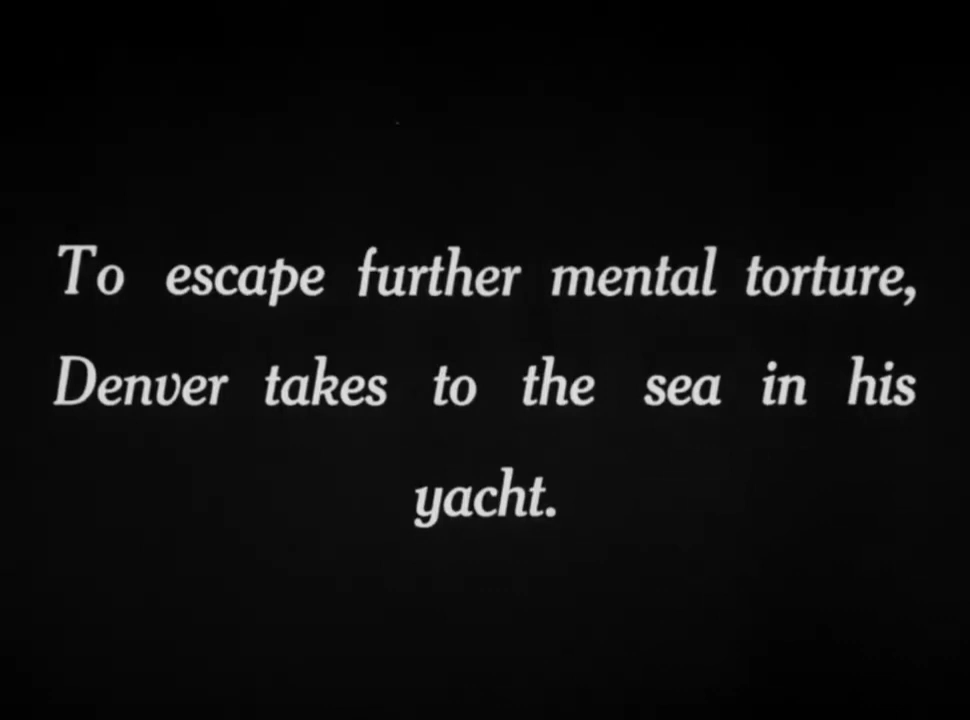 To escape further mental torture,
Denver takes to the sea in his
yacht.